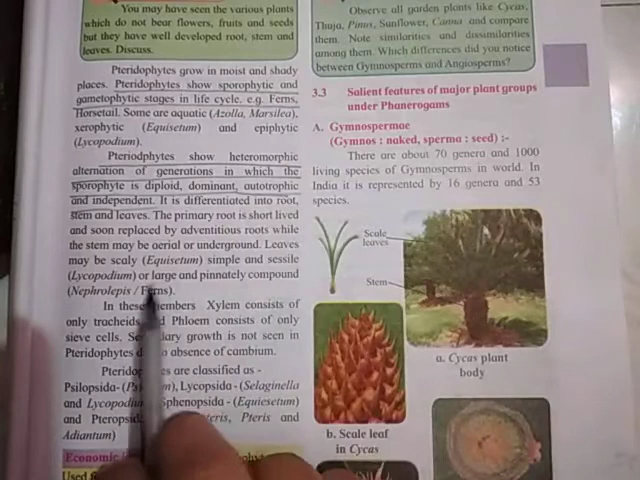 You may have seen the various plants
which do not bear flowers, fruits and seeds
but they have well developed root, stem and
leaves. Discuss.
Pteridophytes grow in moist and shady
places. Pteridophytes show sporophytic and
gametophytic stages in life cycle. e.g. Ferns,
Horsetail. Some are aquatic (Azolla, Marsilea),
xerophytic (Equisetum) and epiphytic
(Lycopodium).
Pteriodphytes show heteromorphic
alternation of generations in which the
sporophyte is diploid, dominant, autotrophic
and independent. It is differentiated into root,
stem and leaves. The primary root is short lived
and soon replaced by adventitious roots while
the stem may be aerial or underground. Leaves
may be scaly (Equisetum) simple and sessile
(Lycopodium) or large and pinnately compound
(Nephrolepis / Ferns).
In these members Xylem consists of
only tracheids and Phloem consists of only
sieve cells. growth is not seen in
Pteridophytes absence of cambium.
are classified as -
Psilopsida- Lycopsida - (Selaginella
and Sphenopsida - (Equiesetum)
and Pteris and
Adiantum)
Economic
Used
Observe all garden plants like Cycas,
Thuja, Pinus, Sunflower, Canna and compare
them. Note similarities and dissimilarities
among them. Which differences did you notice
between Gymnosperms and Angiosperms?
3.3 Salient features of major plant groups
under Phanerogams
A. Gymnospermae
(Gymnos : naked, sperma : seed) :-
There are about 70 genera and 1000
living species of Gymnosperms in world. In
India it is represented by 16 genera and 53
species.
Scale
leaves
Stem
a. Cycas plant
body
b. Scale leaf
in Cycas